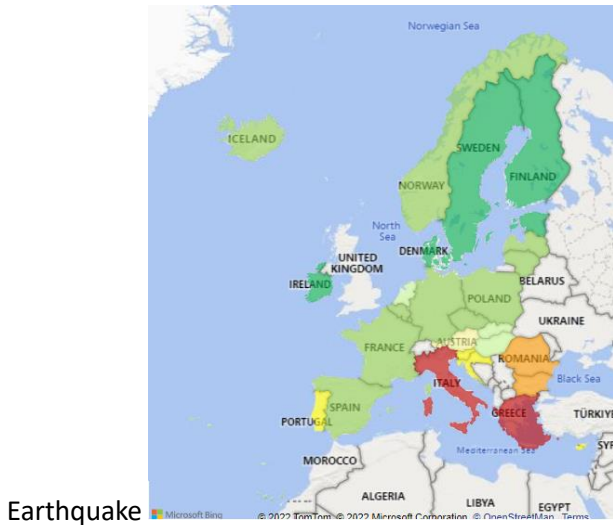 Norwegian Sea
ICELAND
SWEDEN
FINLAND
NORWAY
North
Sea
DENMARK
UNITED
KINGDOM
IRELAND
BELARUS
POLAND
UKRAINE
AUSTRIA
FRANCE
ROMANIA
ITALY
Black Sea
SPAIN
PORTUGAL
GREECE
TÜRKIY
SYR
Mediterranean Sea
MOROCCO
ALGERIA
LIBYA
EGYPT
Earthquake
Microsoft Bing
© 2022 TomTom, © 2022 Microsoft Corporation, © OpenStreetMap Terms